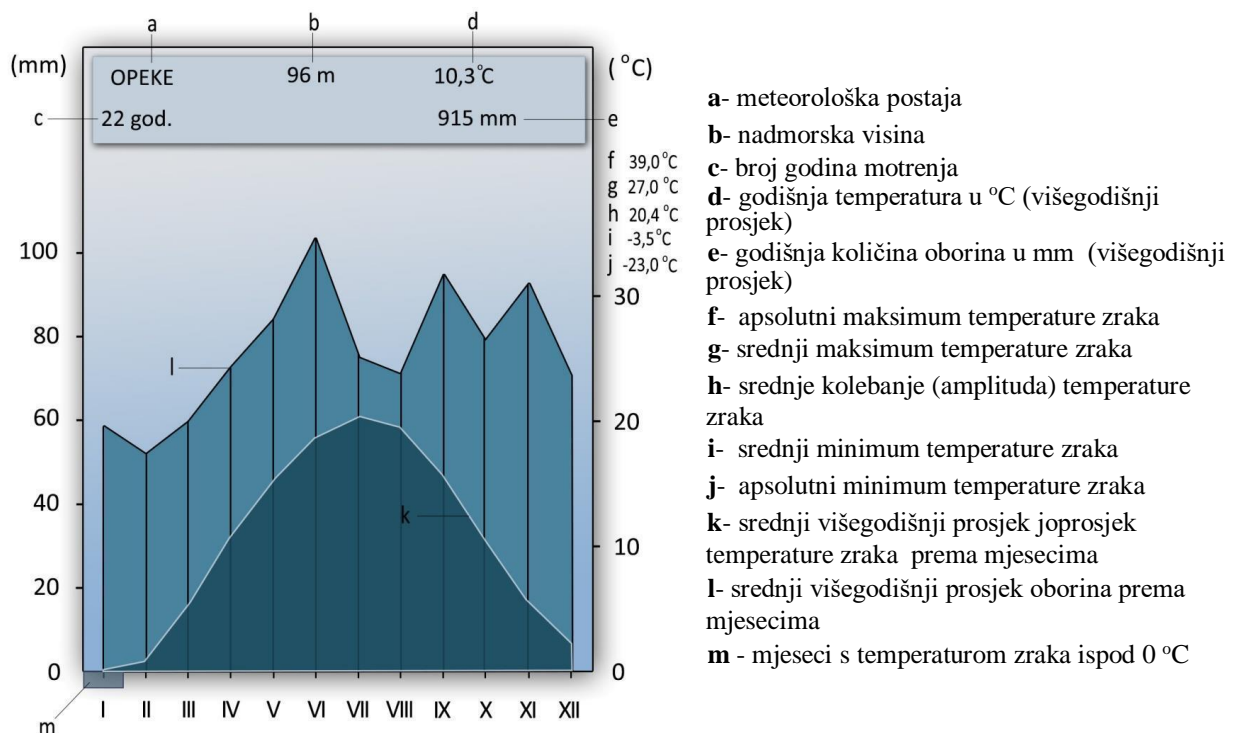 a b d
(mm) (°C)
OPEKE 96 m 10,3°C
c 22 god. 915 mm e
f 39,0°C
g 27,0°C
h 20,4°C
i -3,5°C
j -23,0°C
100
80
60
40
20
0
30
20
10
0
l
k
I II III IV V VI VII VIII IX X XI XII
m
a- meteorološka postaja
b- nadmorska visina
c- broj godina motrenja
d- godišnja temperatura u °C (višegodišnji
prosjek)
e- godišnja količina oborina u mm (višegodišnji
prosjek)
f- apsolutni maksimum temperature zraka
g- srednji maksimum temperature zraka
h- srednje kolebanje (amplituda) temperature
zraka
i- srednji minimum temperature zraka
j- apsolutni minimum temperature zraka
k- srednji višegodišnji prosjek joprosjek
temperature zraka prema mjesecima
l- srednji višegodišnji prosjek oborina prema
mjesecima
m - mjeseci s temperaturom zraka ispod 0 °C